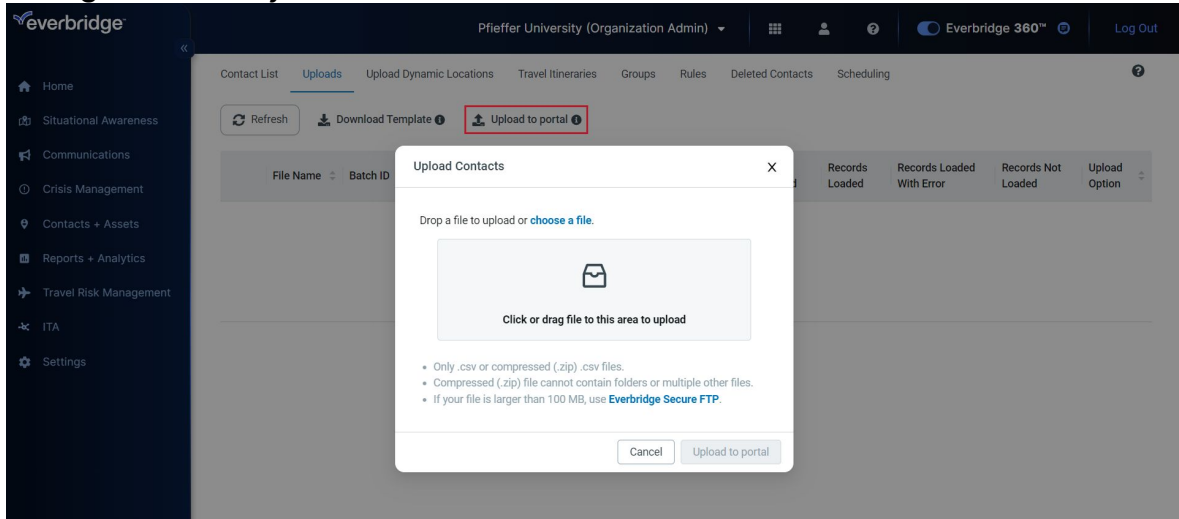 everbridge™
Pfieffer University (Organization Admin)
Everbridge 360™
Log Out
Home
Situational Awareness
Communications
Crisis Management
Contacts + Assets
Reports + Analytics
Travel Risk Management
ITA
Settings
Contact List Uploads Upload Dynamic Locations Travel Itineraries Groups Rules Deleted Contacts Scheduling
Refresh Download Template Upload to portal
File Name Batch ID
Records Loaded
Records Loaded With Error
Records Not Loaded
Upload Option
Upload Contacts X
Drop a file to upload or choose a file.
Click or drag file to this area to upload
• Only .csv or compressed (.zip) .csv files.
• Compressed (.zip) file cannot contain folders or multiple other files.
• If your file is larger than 100 MB, use Everbridge Secure FTP.
Cancel Upload to portal